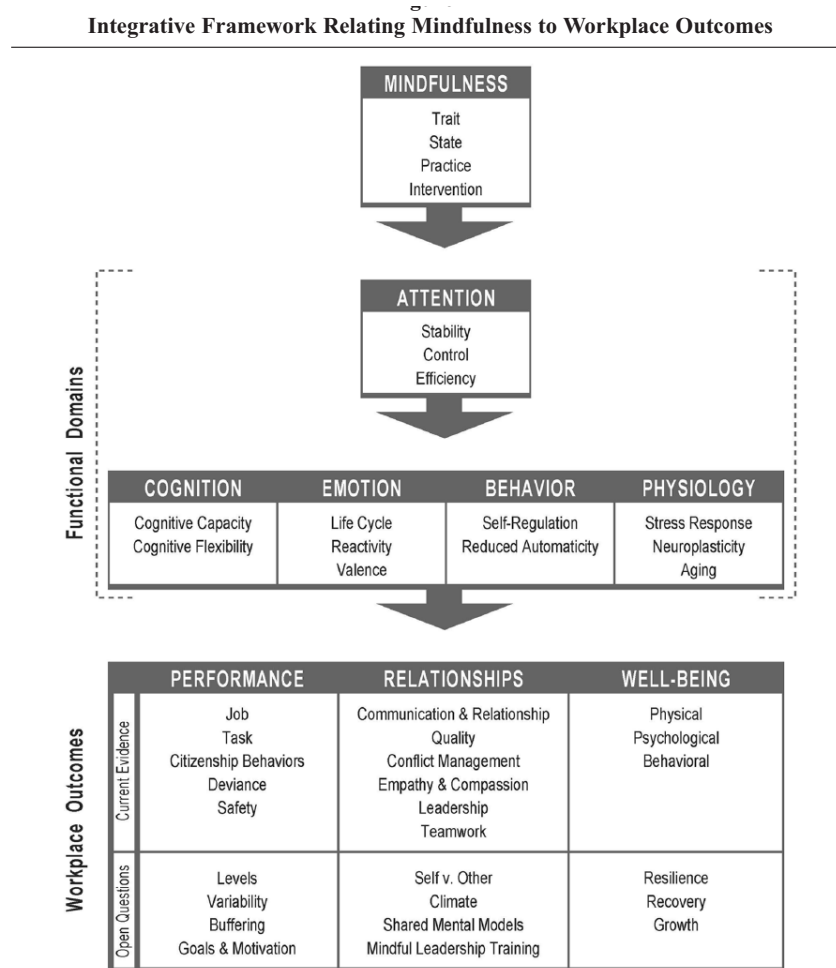 Integrative Framework Relating Mindfulness to Workplace Outcomes
MINDFULNESS
Trait
State
Practice
Intervention
Functional Domains
ATTENTION
Stability
Control
Efficiency
COGNITION
Cognitive Capacity
Cognitive Flexibility
EMOTION
Life Cycle
Reactivity
Valence
BEHAVIOR
Self-Regulation
Reduced Automaticity
PHYSIOLOGY
Stress Response
Neuroplasticity
Aging
Workplace Outcomes
PERFORMANCE
RELATIONSHIPS
WELL-BEING
Current Evidence
Job
Task
Citizenship Behaviors
Deviance
Safety
Communication & Relationship
Quality
Conflict Management
Empathy & Compassion
Leadership
Teamwork
Physical
Psychological
Behavioral
Open Questions
Levels
Variability
Buffering
Goals & Motivation
Self v. Other
Climate
Shared Mental Models
Mindful Leadership Training
Resilience
Recovery
Growth